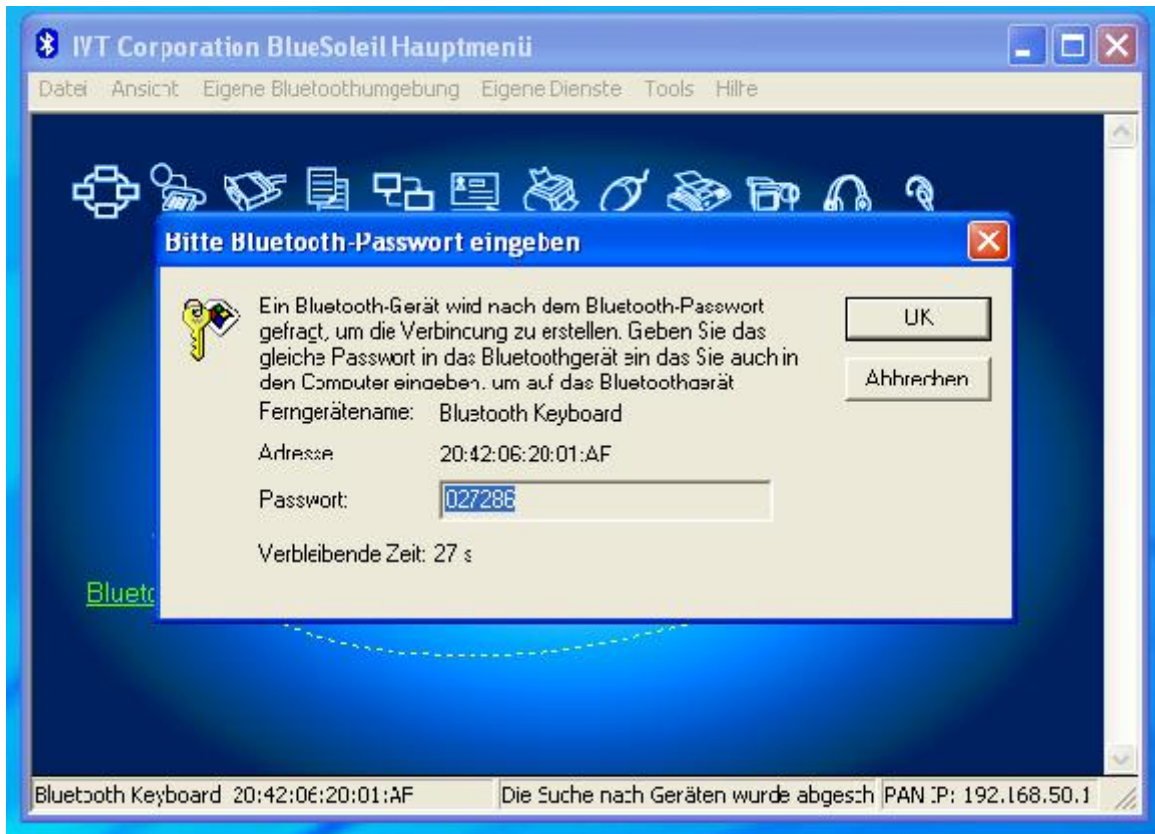 IVT Corporation BlueSoleil Hauptmenü
Datei Ansicht Eigene Bluetoothumgebung Eigene Dienste Tools Hilfe
Bitte Bluetooth-Passwort eingeben
Ein Bluetooth-Gerät wird nach dem Bluetooth-Passwort
gefragt, um die Verbindung zu erstellen. Geben Sie das
gleiche Passwort in das Bluetoothgerät ein das Sie auch in
den Computer eingeben, um auf das Bluetoothgerät
OK
Abbrechen
Ferngerätename: Bluetooth Keyboard
Adresse 20:42:06:20:01:AF
Passwort: 027286
Verbleibende Zeit: 27 s
Blueto
Bluetooth Keyboard 20:42:06:20:01:AF Die Suche nach Geräten wurde abgesch PAN IP: 192.168.50.1